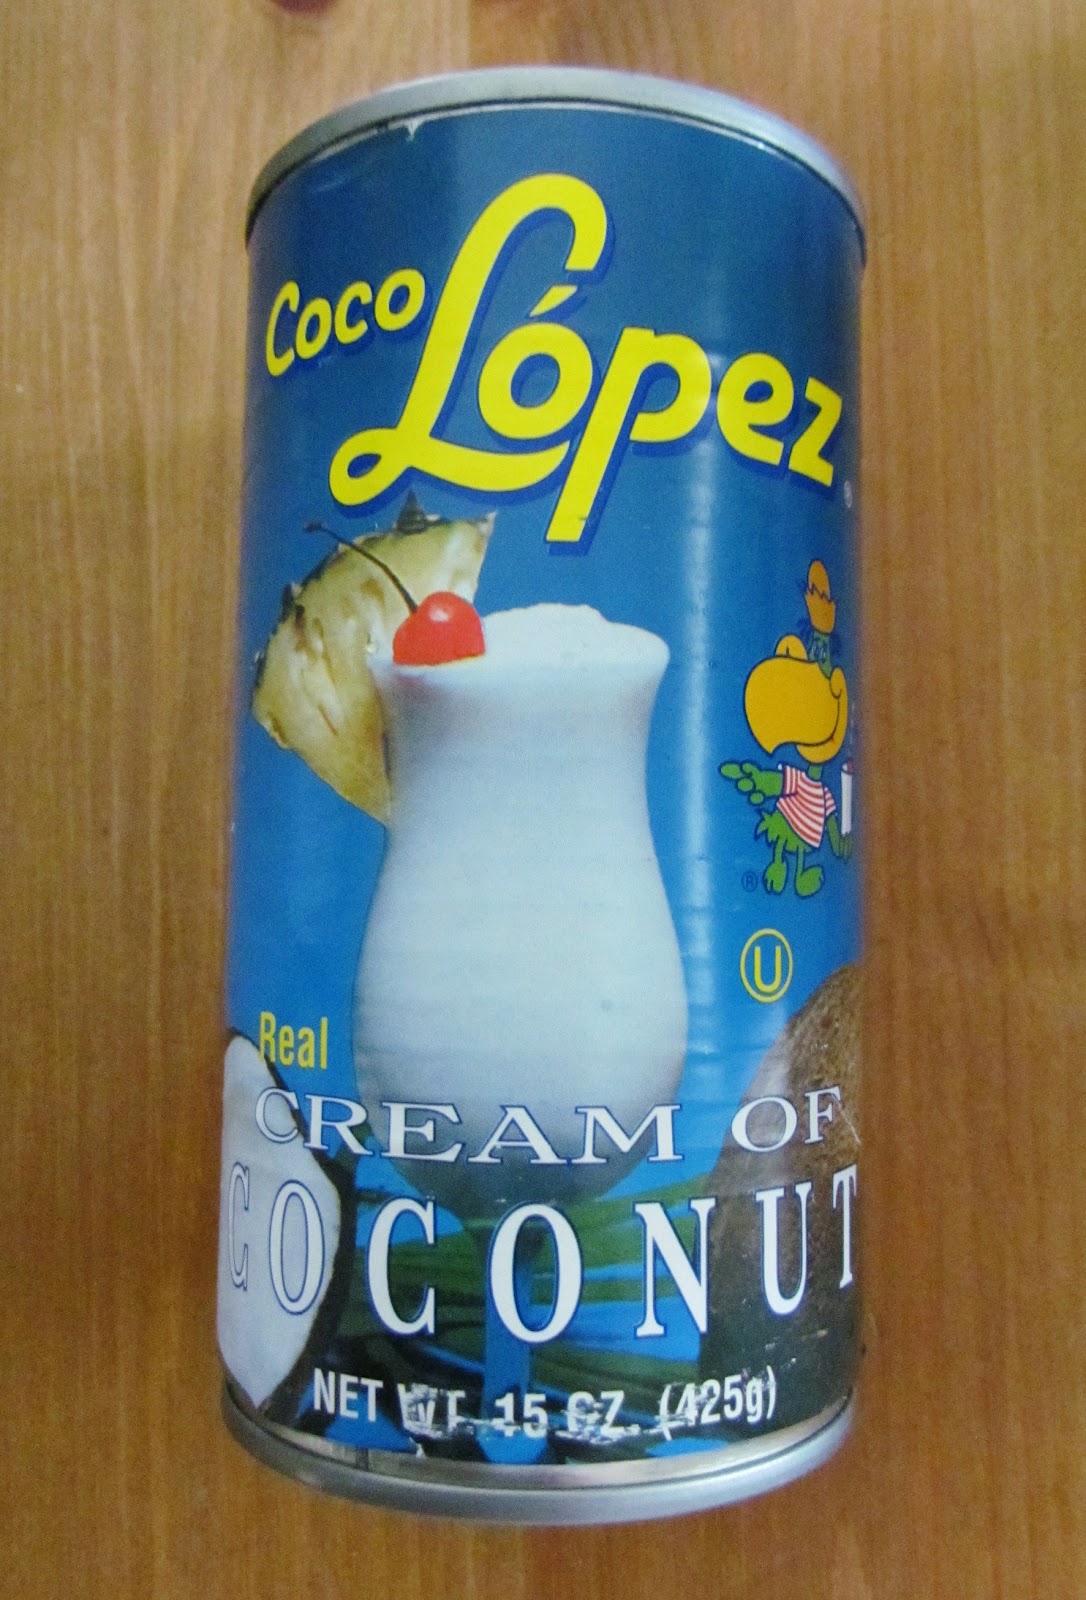 Coco López ®
®
U
Real
CREAM OF
COCONUT
NET WT. 15 OZ. (425g)